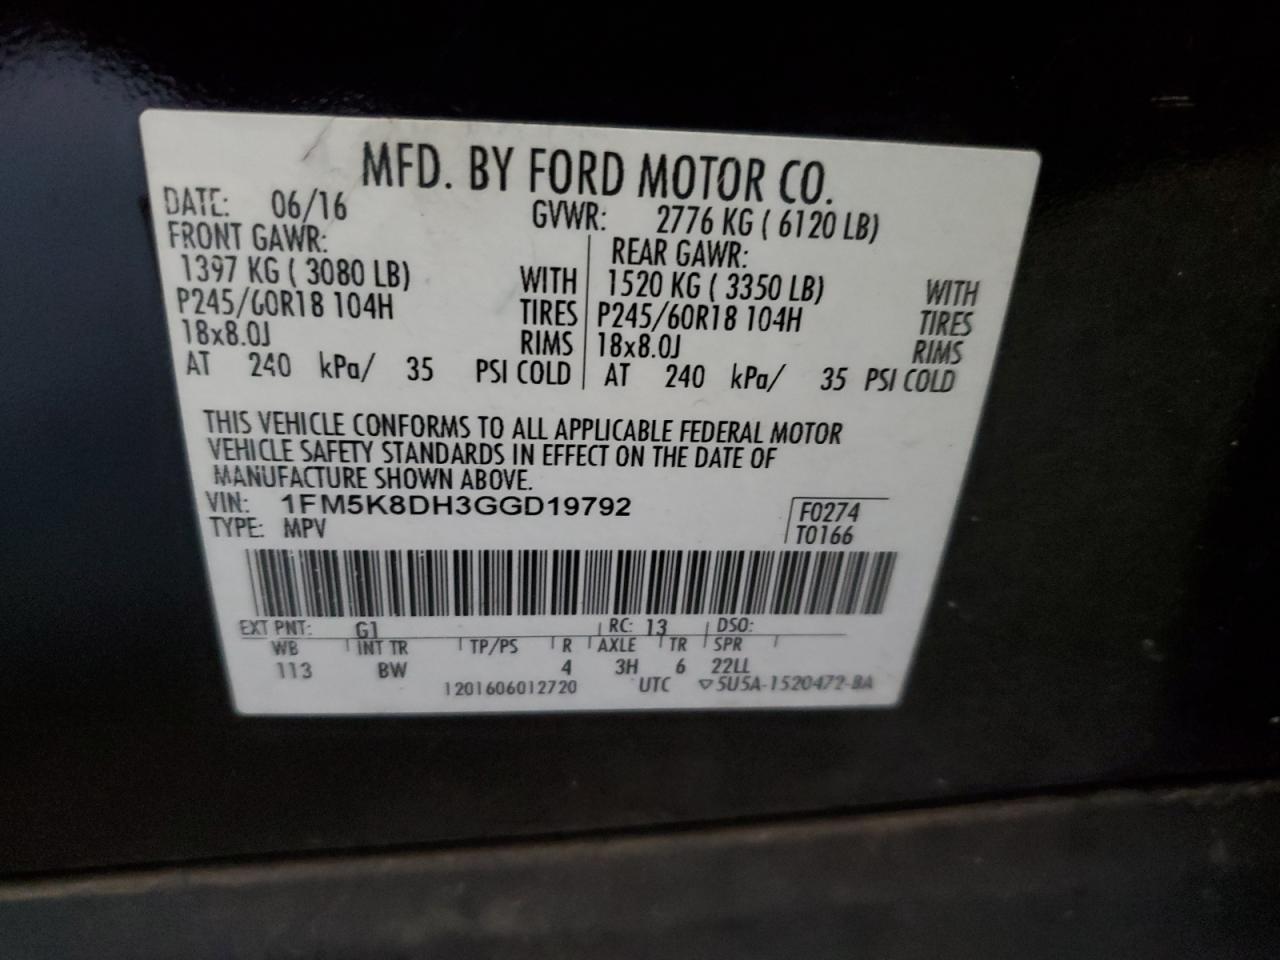 MFD. BY FORD MOTOR CO.
DATE: 06/16 GVWR: 2776 KG ( 6120 LB)
FRONT GAWR: REAR GAWR:
1397 KG ( 3080 LB) WITH 1520 KG ( 3350 LB) WITH
P245/60R18 104H TIRES P245/60R18 104H TIRES
18x8.0J RIMS 18x8.0J RIMS
AT 240 kPa/ 35 PSI COLD AT 240 kPa/ 35 PSI COLD
THIS VEHICLE CONFORMS TO ALL APPLICABLE FEDERAL MOTOR
VEHICLE SAFETY STANDARDS IN EFFECT ON THE DATE OF
MANUFACTURE SHOWN ABOVE.
VIN: 1FM5K8DH3GGD19792 F0274
TYPE: MPV T0166
EXT PNT: G1 RC: 13 DSO:
WB INT TR TP/PS R AXLE TR SPR
113 BW 4 3H 6 22LL
1201606012720 UTC ▽5U5A-1520472-BA